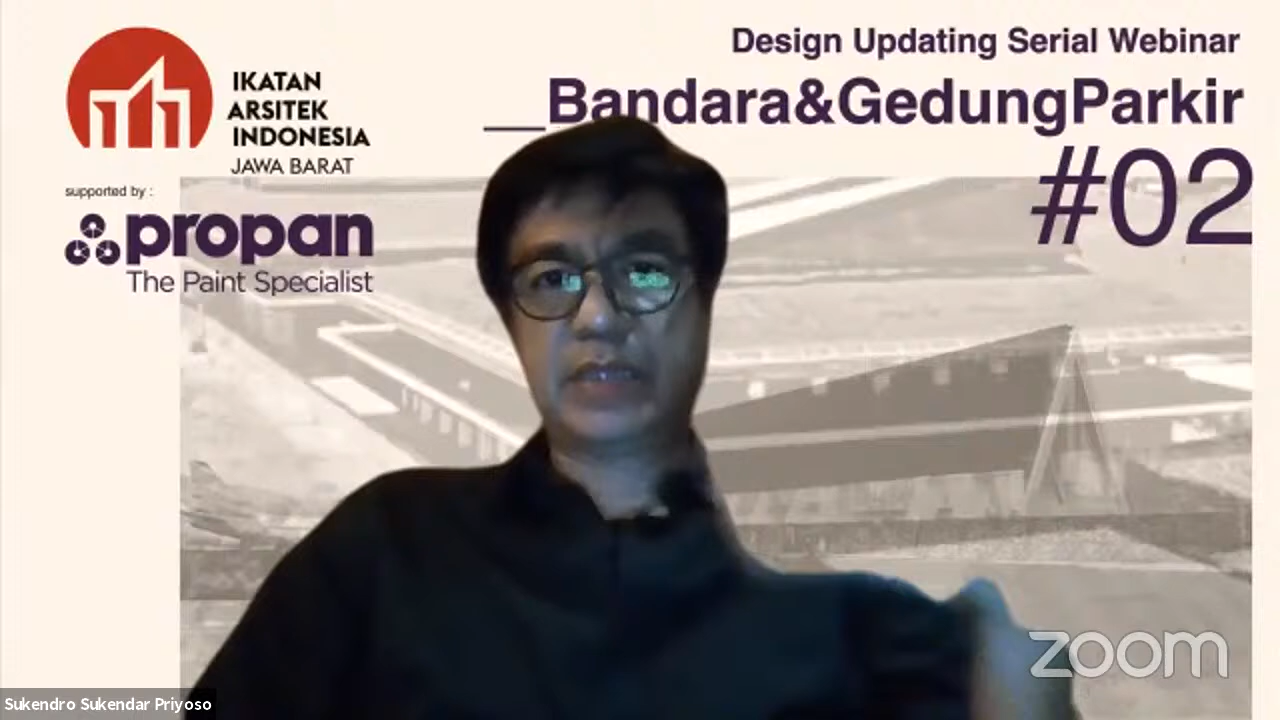 Design Updating Serial Webinar
__Bandara&GedungParkir
#02
IKATAN
ARSITEK
INDONESIA
JAWA BARAT
supported by :
propan
The Paint Specialist
zoom
Sukendro Sukendar Priyoso